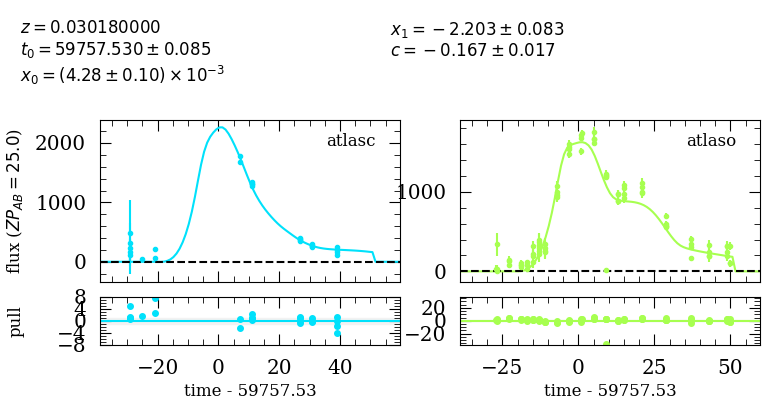 z = 0.030180000
t0 = 59757.530 ± 0.085
x0 = (4.28 ± 0.10) × 10⁻³
x1 = −2.203 ± 0.083
c = −0.167 ± 0.017
flux (ZP_AB = 25.0)
2000
1000
0
atlasc
1000
0
atlaso
pull
8
4
0
−4
−8
20
0
−20
−20 0 20 40
−25 0 25 50
time - 59757.53
time - 59757.53